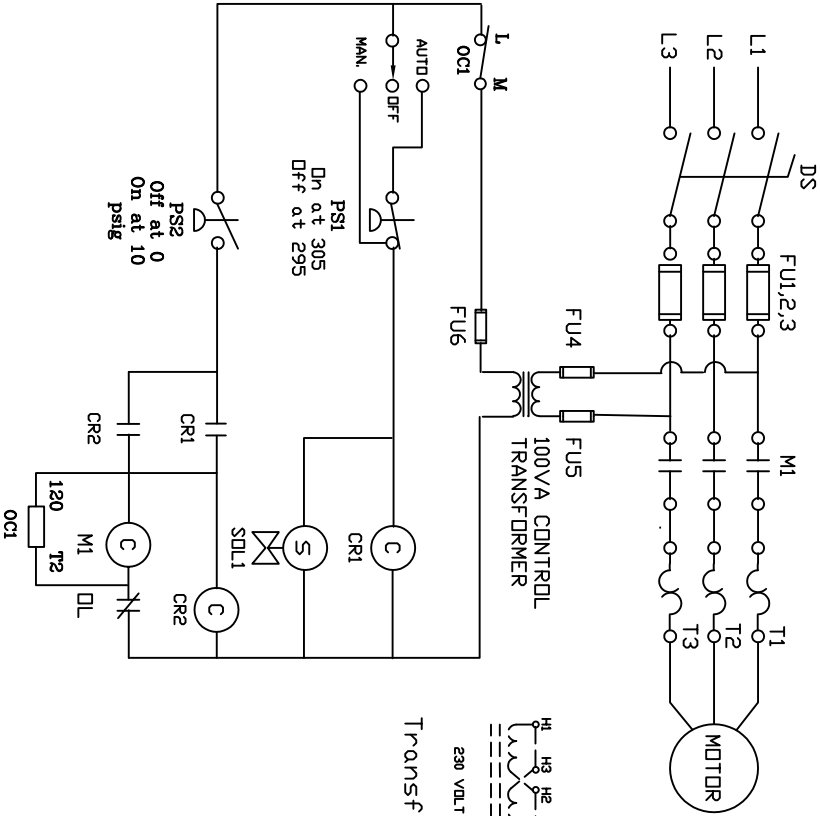 DS
L1
L2
L3
FU1,2,3
M1
T1
T2
T3
MOTOR
FU4
FU5
FU6
100VA CONTROL
TRANSFORMER
L
M
OC1
AUTO
OFF
MAN.
PS1
On at 305
Off at 295
C
CR1
S
SOL1
PS2
Off at 0
On at 10
psig
CR1
CR2
C
CR2
C
M1
OL
120
T2
OC1
H1
H3
H2
230 VOLT
Transf